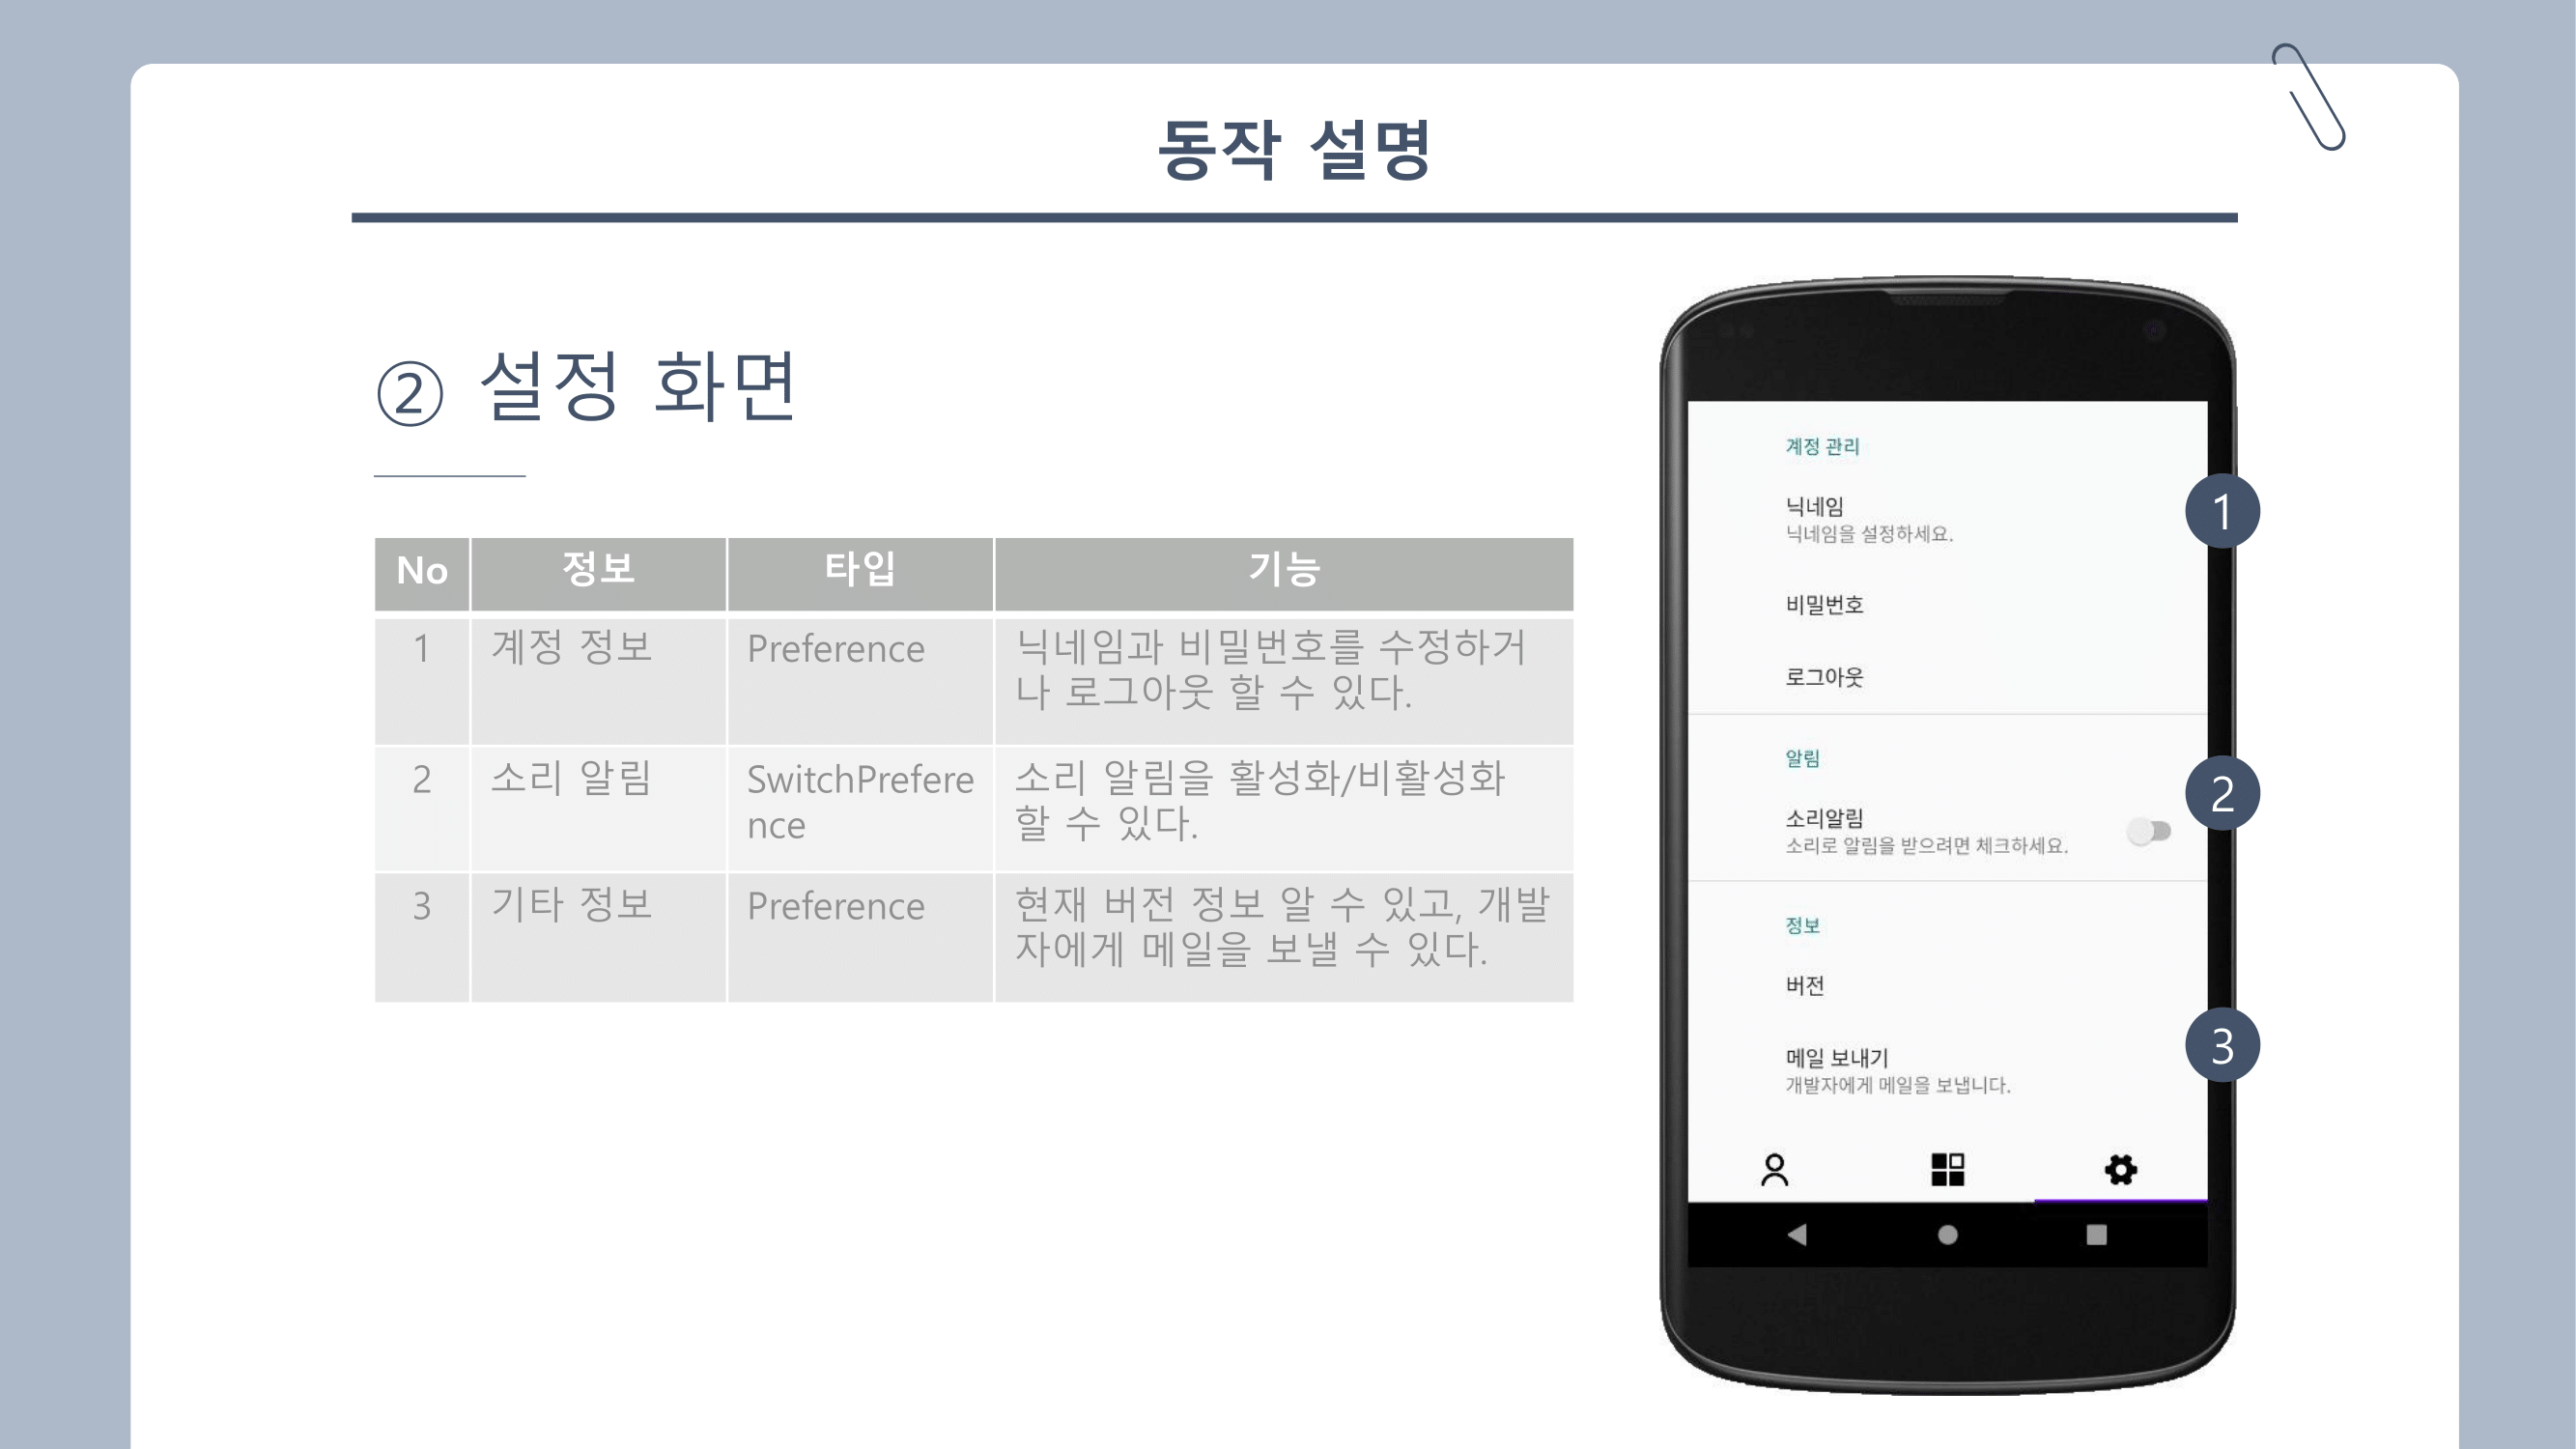 동작 설명
② 설정 화면
No 정보 타입 기능
1 계정 정보 Preference 닉네임과 비밀번호를 수정하거
나 로그아웃 할 수 있다.
2 소리 알림 SwitchPrefere 소리 알림을 활성화/비활성화
nce 할 수 있다.
3 기타 정보 Preference 현재 버전 정보 알 수 있고, 개발
자에게 메일을 보낼 수 있다.
계정 관리
닉네임
닉네임을 설정하세요.
1
비밀번호
로그아웃
알림
2
소리알림
소리로 알림을 받으려면 체크하세요.
정보
버전
3
메일 보내기
개발자에게 메일을 보냅니다.